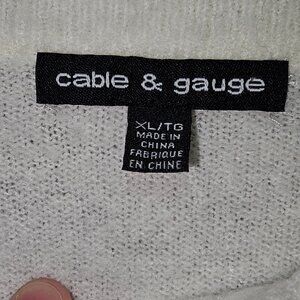 cable & gauge
XL/TG
MADE IN
CHINA
FABRIQUE
EN CHINE